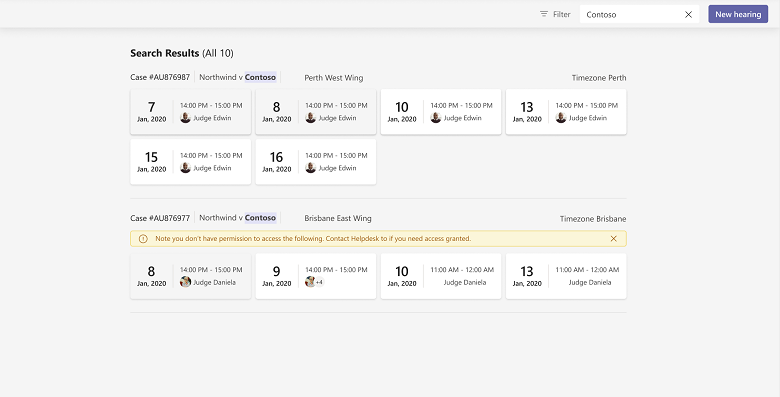 Filter
Contoso
New hearing
Search Results (All 10)
Case #AU876987 Northwind v Contoso Perth West Wing Timezone Perth
7 Jan, 2020 14:00 PM - 15:00 PM Judge Edwin
8 Jan, 2020 14:00 PM - 15:00 PM Judge Edwin
10 Jan, 2020 14:00 PM - 15:00 PM Judge Edwin
13 Jan, 2020 14:00 PM - 15:00 PM Judge Edwin
15 Jan, 2020 14:00 PM - 15:00 PM Judge Edwin
16 Jan, 2020 14:00 PM - 15:00 PM Judge Edwin
Case #AU876977 Northwind v Contoso Brisbane East Wing Timezone Brisbane
Note you don't have permission to access the following. Contact Helpdesk to if you need access granted.
8 Jan, 2020 14:00 PM - 15:00 PM Judge Daniela
9 Jan, 2020 14:00 PM - 15:00 PM +4
10 Jan, 2020 11:00 AM - 12:00 AM Judge Daniela
13 Jan, 2020 11:00 AM - 12:00 AM Judge Daniela